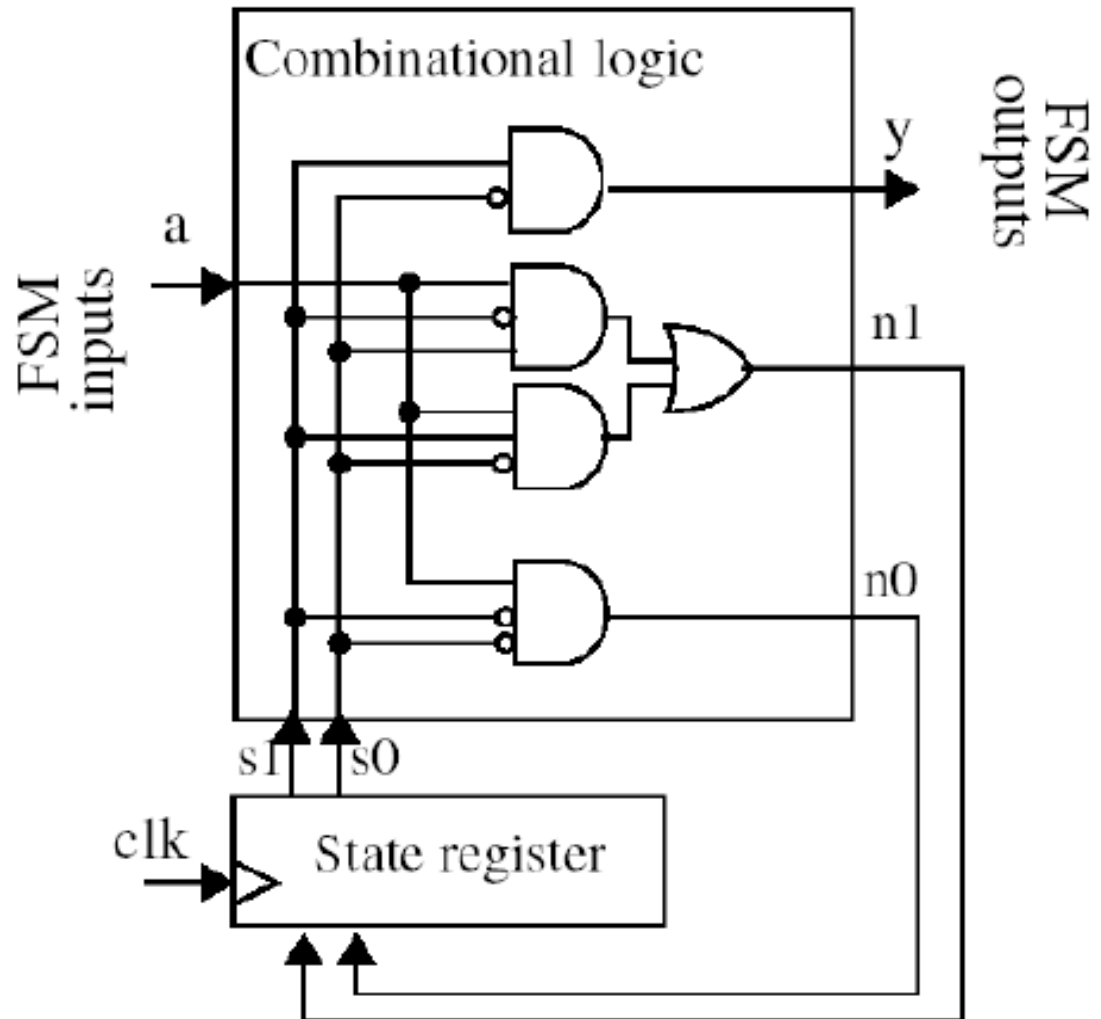 Combinational logic
y
FSM
outputs
a
FSM
inputs
n1
n0
s1
s0
clk
State register